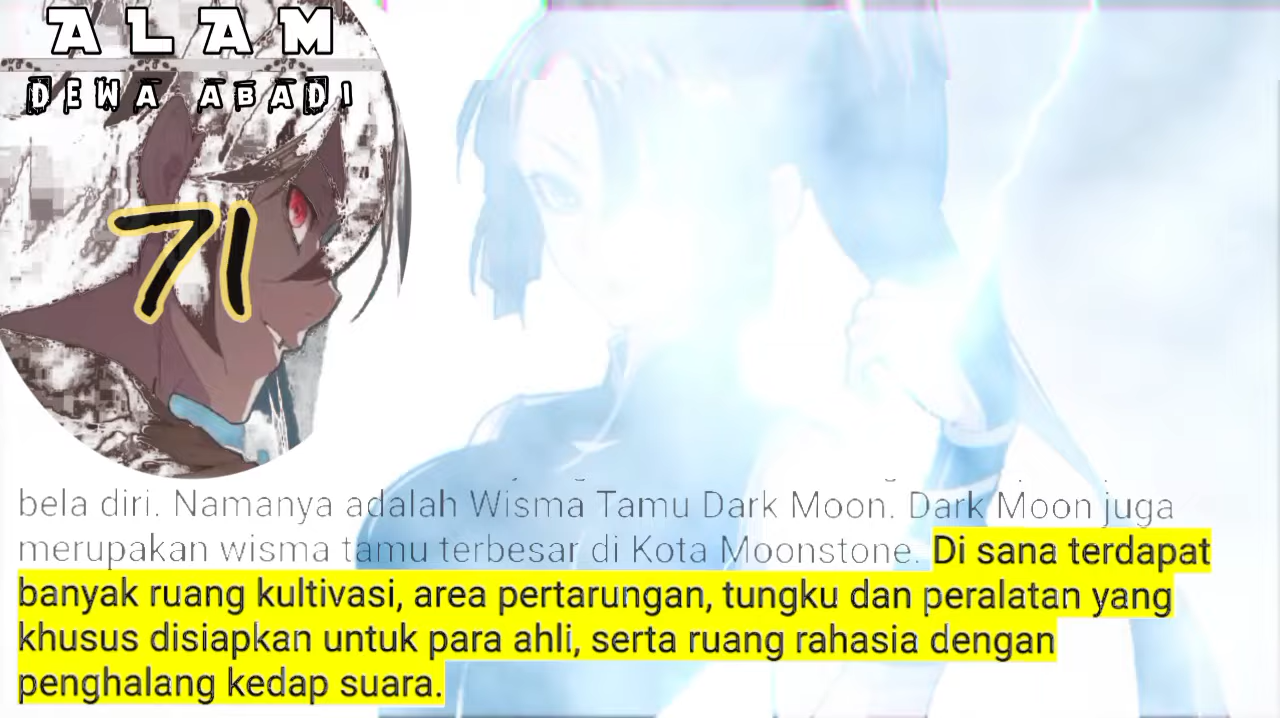 ALAM
DEWA ABADI
71
bela diri. Namanya adalah Wisma Tamu Dark Moon. Dark Moon juga
merupakan wisma tamu terbesar di Kota Moonstone. Di sana terdapat
banyak ruang kultivasi, area pertarungan, tungku dan peralatan yang
khusus disiapkan untuk para ahli, serta ruang rahasia dengan
penghalang kedap suara.